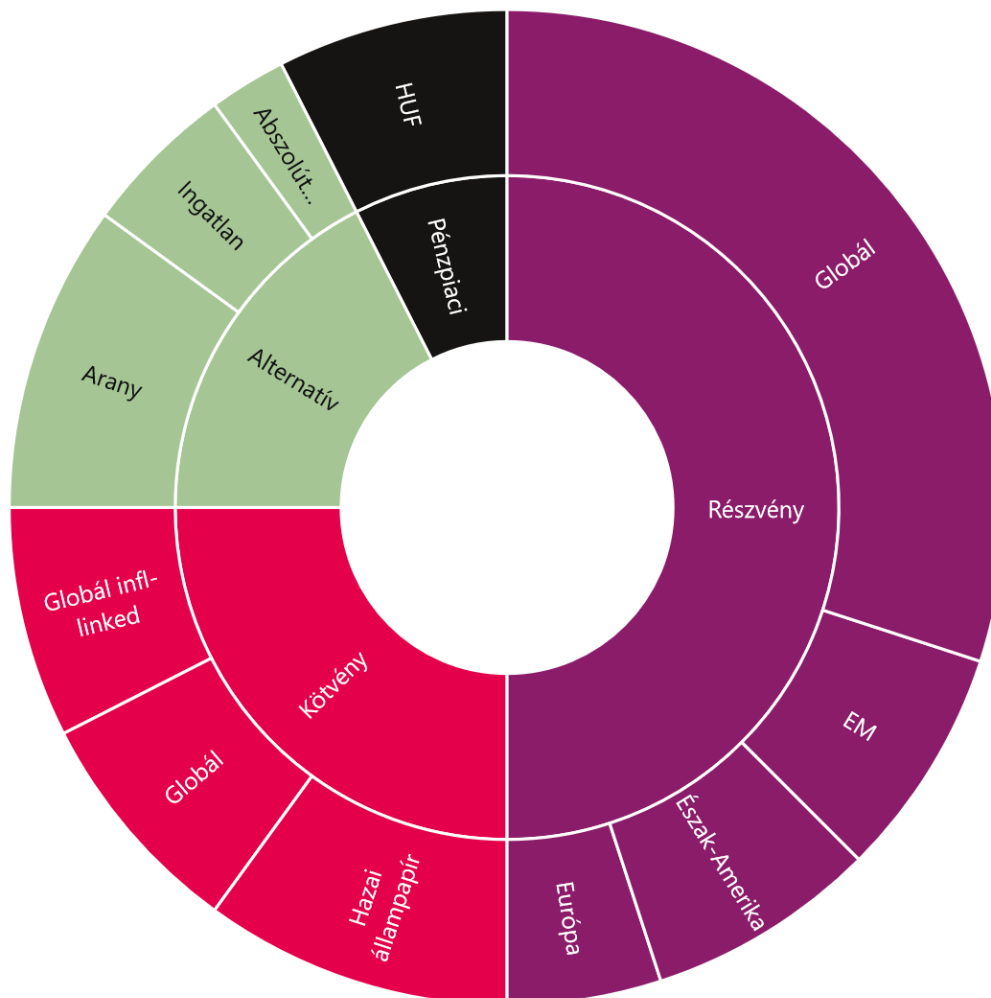 HUF
Abszolút...
Ingatlan
Pénzpiaci
Globál
Alternatív
Arany
Részvény
Globál infl-
linked
Kötvény
EM
Globál
Észak-Amerika
Hazai
állampapír
Európa